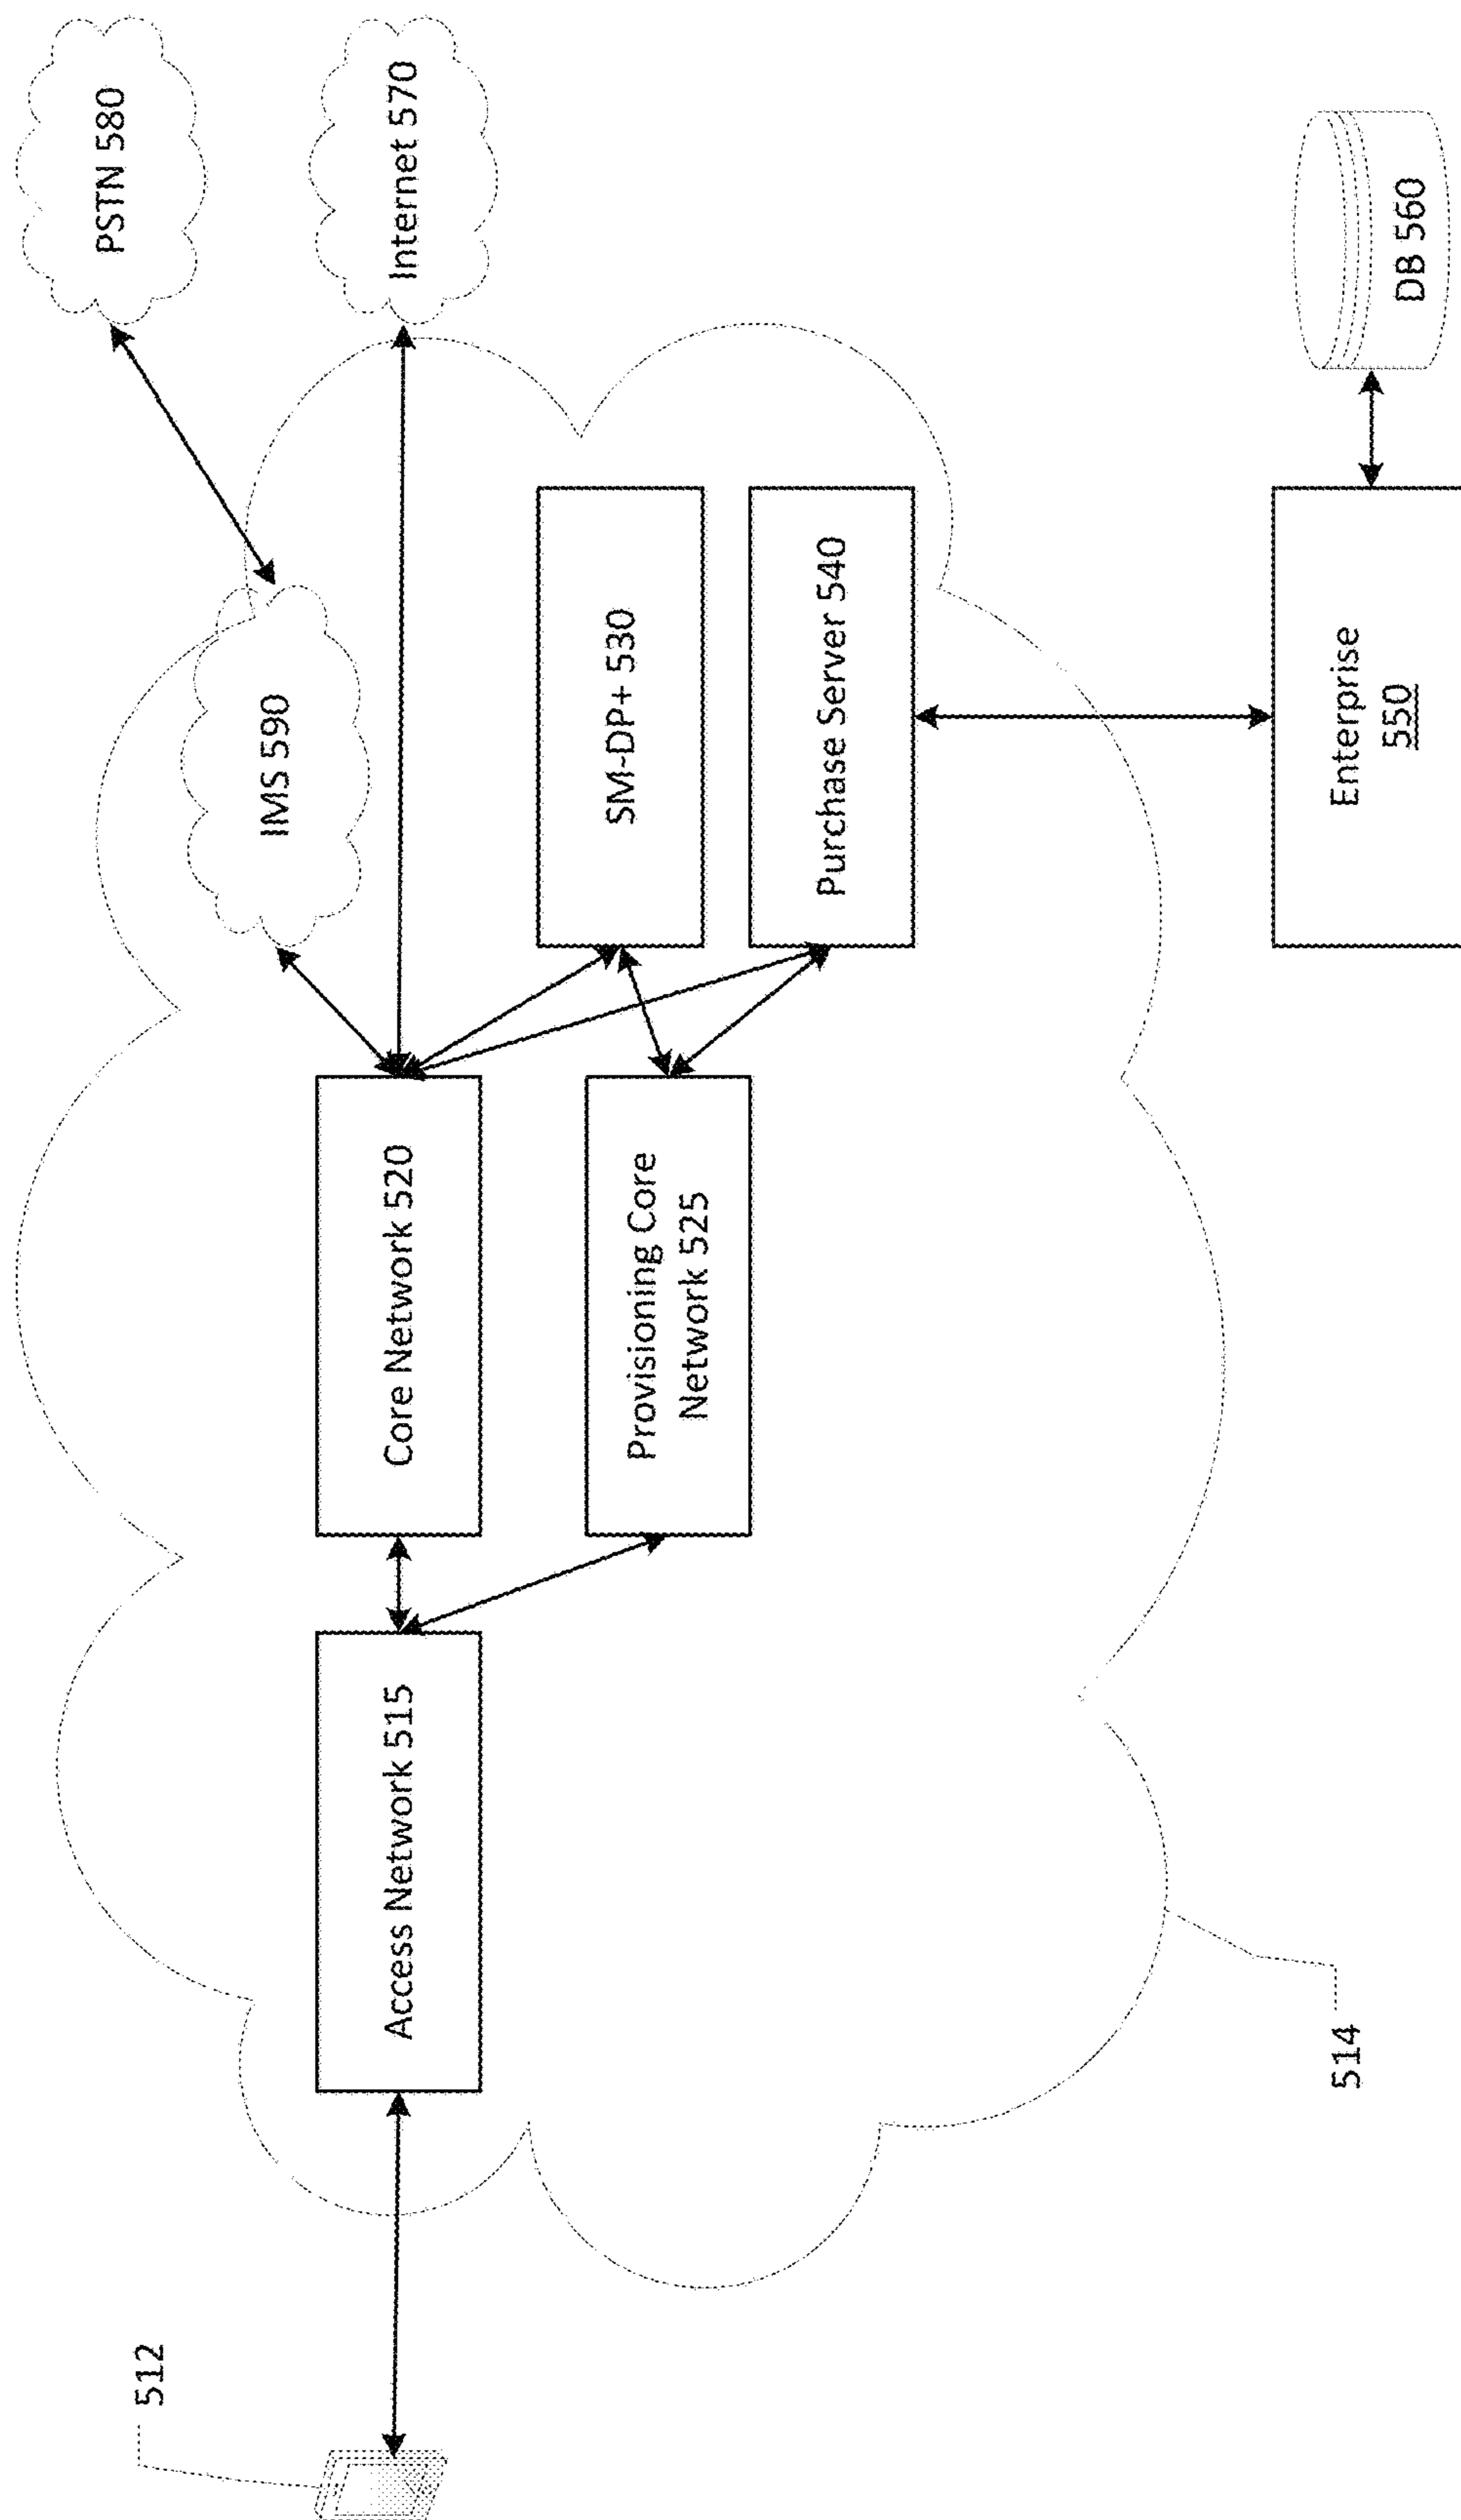 PSTN 580
Internet 570
IMS 590
512
Access Network 515
Core Network 520
SM-DP+ 530
Provisioning Core
Network 525
Purchase Server 540
DB 560
Enterprise
550
514